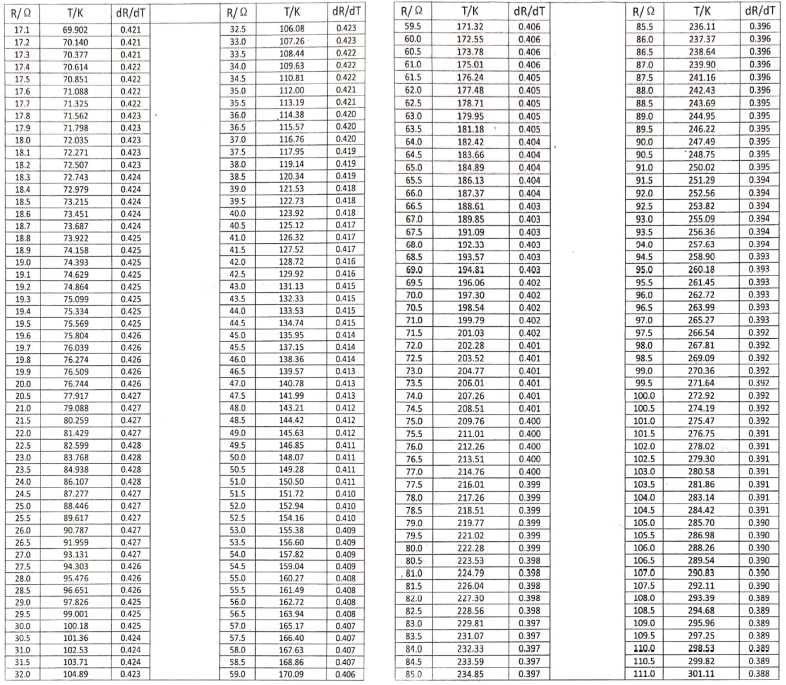 R/ Ω T/K dR/dT
17.1 69.902 0.421
17.2 70.140 0.421
17.3 70.377 0.421
17.4 70.614 0.422
17.5 70.851 0.422
17.6 71.088 0.422
17.7 71.325 0.422
17.8 71.562 0.423
17.9 71.798 0.423
18.0 72.035 0.423
18.1 72.271 0.423
18.2 72.507 0.423
18.3 72.743 0.424
18.4 72.979 0.424
18.5 73.215 0.424
18.6 73.451 0.424
18.7 73.687 0.424
18.8 73.922 0.425
18.9 74.158 0.425
19.0 74.393 0.425
19.1 74.629 0.425
19.2 74.864 0.425
19.3 75.099 0.425
19.4 75.334 0.425
19.5 75.569 0.425
19.6 75.804 0.426
19.7 76.039 0.426
19.8 76.274 0.426
19.9 76.509 0.426
20.0 76.744 0.426
20.5 77.917 0.427
21.0 79.088 0.427
21.5 80.259 0.427
22.0 81.429 0.427
22.5 82.599 0.428
23.0 83.768 0.428
23.5 84.938 0.428
24.0 86.107 0.428
24.5 87.277 0.427
25.0 88.446 0.427
25.5 89.617 0.427
26.0 90.787 0.427
26.5 91.959 0.427
27.0 93.131 0.427
27.5 94.303 0.426
28.0 95.476 0.426
28.5 96.651 0.426
29.0 97.826 0.425
29.5 99.001 0.425
30.0 100.18 0.425
30.5 101.36 0.424
31.0 102.53 0.424
31.5 103.71 0.424
32.0 104.89 0.423
R/ Ω T/K dR/dT
32.5 106.08 0.423
33.0 107.26 0.423
33.5 108.44 0.422
34.0 109.63 0.422
34.5 110.81 0.422
35.0 112.00 0.421
35.5 113.19 0.421
36.0 114.38 0.420
36.5 115.57 0.420
37.0 116.76 0.420
37.5 117.95 0.419
38.0 119.14 0.419
38.5 120.34 0.419
39.0 121.53 0.418
39.5 122.73 0.418
40.0 123.92 0.418
40.5 125.12 0.417
41.0 126.32 0.417
41.5 127.52 0.417
42.0 128.72 0.416
42.5 129.92 0.416
43.0 131.13 0.415
43.5 132.33 0.415
44.0 133.53 0.415
44.5 134.74 0.415
45.0 135.95 0.414
45.5 137.15 0.414
46.0 138.36 0.414
46.5 139.57 0.413
47.0 140.78 0.413
47.5 141.99 0.413
48.0 143.21 0.412
48.5 144.42 0.412
49.0 145.63 0.412
49.5 146.85 0.411
50.0 148.07 0.411
50.5 149.28 0.411
51.0 150.50 0.411
51.5 151.72 0.410
52.0 152.94 0.410
52.5 154.16 0.410
53.0 155.38 0.409
53.5 156.60 0.409
54.0 157.82 0.409
54.5 159.04 0.409
55.0 160.27 0.408
55.5 161.49 0.408
56.0 162.72 0.408
56.5 163.94 0.408
57.0 165.17 0.407
57.5 166.40 0.407
58.0 167.63 0.407
58.5 168.86 0.407
59.0 170.09 0.406
R/ Ω T/K dR/dT
59.5 171.32 0.406
60.0 172.55 0.406
60.5 173.78 0.406
61.0 175.01 0.406
61.5 176.24 0.405
62.0 177.48 0.405
62.5 178.71 0.405
63.0 179.95 0.405
63.5 181.18 0.405
64.0 182.42 0.404
64.5 183.66 0.404
65.0 184.89 0.404
65.5 186.13 0.404
66.0 187.37 0.404
66.5 188.61 0.403
67.0 189.85 0.403
67.5 191.09 0.403
68.0 192.33 0.403
68.5 193.57 0.403
69.0 194.81 0.403
69.5 196.06 0.402
70.0 197.30 0.402
70.5 198.54 0.402
71.0 199.79 0.402
71.5 201.03 0.402
72.0 202.28 0.401
72.5 203.52 0.401
73.0 204.77 0.401
73.5 206.01 0.401
74.0 207.26 0.401
74.5 208.51 0.401
75.0 209.76 0.400
75.5 211.01 0.400
76.0 212.26 0.400
76.5 213.51 0.400
77.0 214.76 0.400
77.5 216.01 0.399
78.0 217.26 0.399
78.5 218.51 0.399
79.0 219.77 0.399
79.5 221.02 0.399
80.0 222.28 0.399
80.5 223.53 0.398
81.0 224.79 0.398
81.5 226.04 0.398
82.0 227.30 0.398
82.5 228.56 0.398
83.0 229.81 0.397
83.5 231.07 0.397
84.0 232.33 0.397
84.5 233.59 0.397
85.0 234.85 0.397
R/ Ω T/K dR/dT
85.5 236.11 0.396
86.0 237.37 0.396
86.5 238.64 0.396
87.0 239.90 0.396
87.5 241.16 0.396
88.0 242.43 0.396
88.5 243.69 0.395
89.0 244.95 0.395
89.5 246.22 0.395
90.0 247.49 0.395
90.5 248.75 0.395
91.0 250.02 0.395
91.5 251.29 0.394
92.0 252.56 0.394
92.5 253.82 0.394
93.0 255.09 0.394
93.5 256.36 0.394
94.0 257.63 0.394
94.5 258.90 0.393
95.0 260.18 0.393
95.5 261.45 0.393
96.0 262.72 0.393
96.5 263.99 0.393
97.0 265.27 0.393
97.5 266.54 0.392
98.0 267.81 0.392
98.5 269.09 0.392
99.0 270.36 0.392
99.5 271.64 0.392
100.0 272.92 0.392
100.5 274.19 0.392
101.0 275.47 0.392
101.5 276.75 0.391
102.0 278.02 0.391
102.5 279.30 0.391
103.0 280.58 0.391
103.5 281.86 0.391
104.0 283.14 0.391
104.5 284.42 0.391
105.0 285.70 0.390
105.5 286.98 0.390
106.0 288.26 0.390
106.5 289.54 0.390
107.0 290.83 0.390
107.5 292.11 0.390
108.0 293.39 0.389
108.5 294.68 0.389
109.0 295.96 0.389
109.5 297.25 0.389
110.0 298.53 0.389
110.5 299.82 0.389
111.0 301.11 0.388